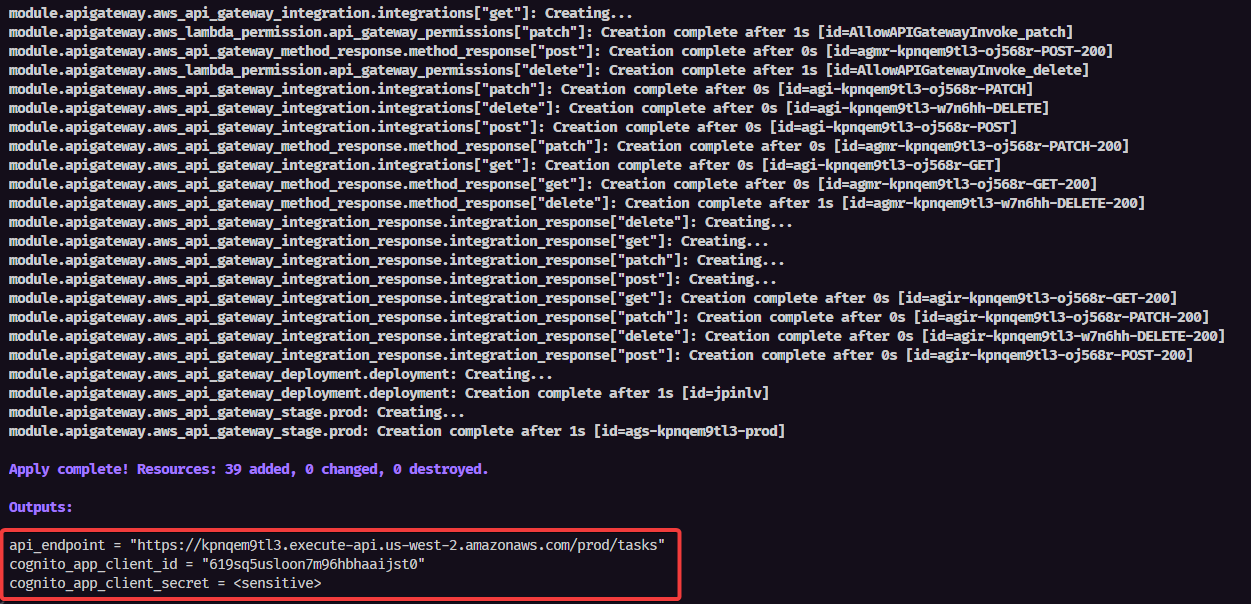 module.apigateway.aws_api_gateway_integration.integrations["get"]: Creating...
module.apigateway.aws_lambda_permission.api_gateway_permissions["patch"]: Creation complete after 1s [id=AllowAPIGatewayInvoke_patch]
module.apigateway.aws_api_gateway_method_response.method_response["post"]: Creation complete after 0s [id=agmr-kpnqem9tl3-oj568r-POST-200]
module.apigateway.aws_lambda_permission.api_gateway_permissions["delete"]: Creation complete after 1s [id=AllowAPIGatewayInvoke_delete]
module.apigateway.aws_api_gateway_integration.integrations["patch"]: Creation complete after 0s [id=agi-kpnqem9tl3-oj568r-PATCH]
module.apigateway.aws_api_gateway_integration.integrations["delete"]: Creation complete after 0s [id=agi-kpnqem9tl3-w7n6hh-DELETE]
module.apigateway.aws_api_gateway_integration.integrations["post"]: Creation complete after 0s [id=agi-kpnqem9tl3-oj568r-POST]
module.apigateway.aws_api_gateway_method_response.method_response["patch"]: Creation complete after 0s [id=agmr-kpnqem9tl3-oj568r-PATCH-200]
module.apigateway.aws_api_gateway_integration.integrations["get"]: Creation complete after 0s [id=agi-kpnqem9tl3-oj568r-GET]
module.apigateway.aws_api_gateway_method_response.method_response["get"]: Creation complete after 0s [id=agmr-kpnqem9tl3-oj568r-GET-200]
module.apigateway.aws_api_gateway_method_response.method_response["delete"]: Creation complete after 1s [id=agmr-kpnqem9tl3-w7n6hh-DELETE-200]
module.apigateway.aws_api_gateway_integration_response.integration_response["delete"]: Creating...
module.apigateway.aws_api_gateway_integration_response.integration_response["get"]: Creating...
module.apigateway.aws_api_gateway_integration_response.integration_response["patch"]: Creating...
module.apigateway.aws_api_gateway_integration_response.integration_response["post"]: Creating...
module.apigateway.aws_api_gateway_integration_response.integration_response["get"]: Creation complete after 0s [id=agir-kpnqem9tl3-oj568r-GET-200]
module.apigateway.aws_api_gateway_integration_response.integration_response["patch"]: Creation complete after 0s [id=agir-kpnqem9tl3-oj568r-PATCH-200]
module.apigateway.aws_api_gateway_integration_response.integration_response["delete"]: Creation complete after 0s [id=agir-kpnqem9tl3-w7n6hh-DELETE-200]
module.apigateway.aws_api_gateway_integration_response.integration_response["post"]: Creation complete after 0s [id=agir-kpnqem9tl3-oj568r-POST-200]
module.apigateway.aws_api_gateway_deployment.deployment: Creating...
module.apigateway.aws_api_gateway_deployment.deployment: Creation complete after 1s [id=jpinlv]
module.apigateway.aws_api_gateway_stage.prod: Creating...
module.apigateway.aws_api_gateway_stage.prod: Creation complete after 1s [id=ags-kpnqem9tl3-prod]
Apply complete! Resources: 39 added, 0 changed, 0 destroyed.
Outputs:
api_endpoint = "https://kpnqem9tl3.execute-api.us-west-2.amazonaws.com/prod/tasks"
cognito_app_client_id = "619sq5usloon7m96hbhaaijst0"
cognito_app_client_secret = <sensitive>